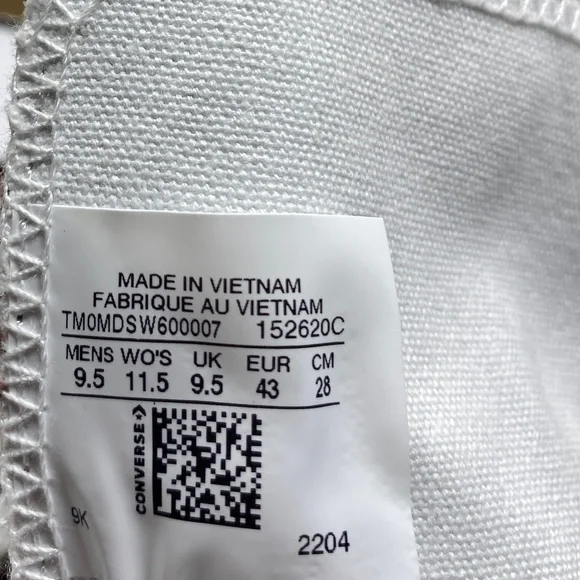 MADE IN VIETNAM
FABRIQUE AU VIETNAM
TM0MDSW600007 152620C
MENS WO'S UK EUR CM
9.5 11.5 9.5 43 28
CONVERSE
9K
2204